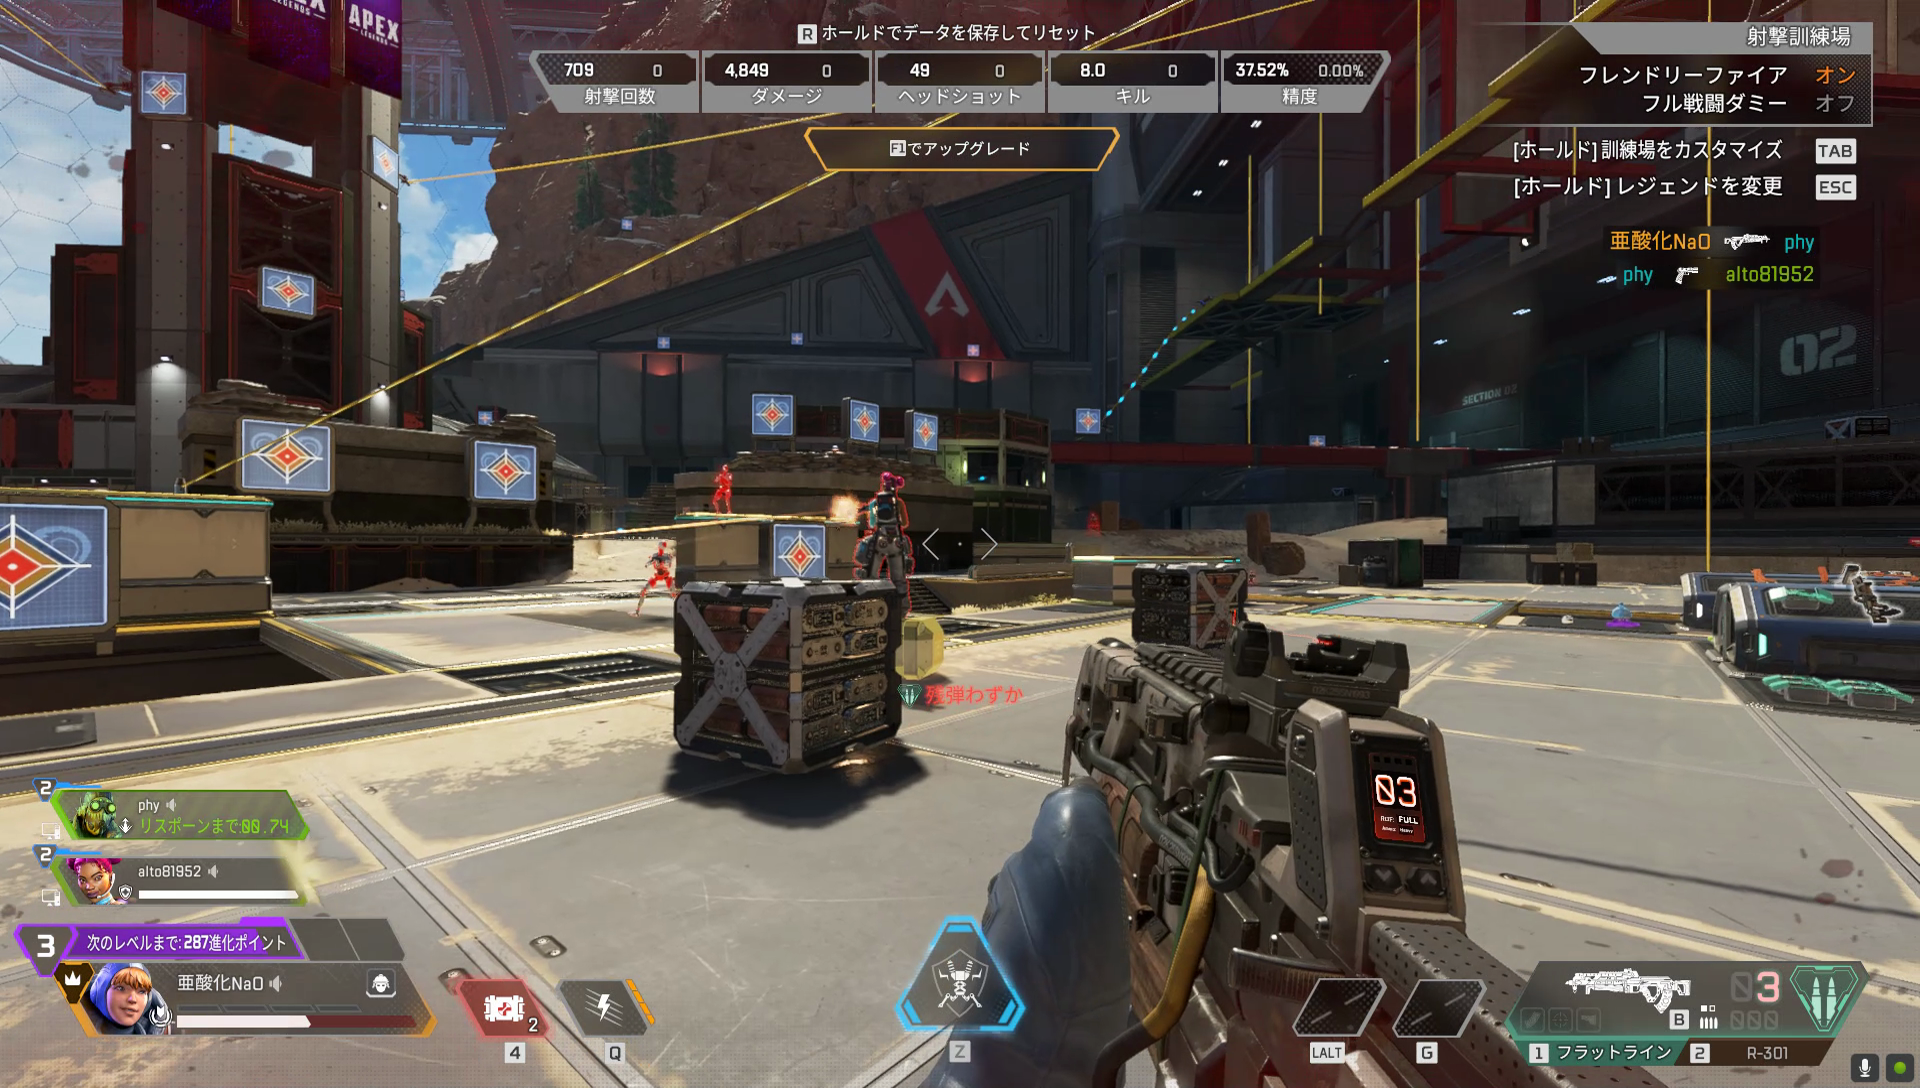 APEX
LEGENDS
R ホールドでデータを保存してリセット
709 0
射撃回数
4,849 0
ダメージ
49 0
ヘッドショット
8.0 0
キル
37.52% 0.00%
精度
F1でアップグレード
射撃訓練場
フレンドリーファイア オン
フル戦闘ダミー オフ
[ホールド]訓練場をカスタマイズ TAB
[ホールド]レジェンドを変更 ESC
亜酸化NaO phy
phy alto81952
02
SECTION 02
残弾わずか
03
FULL
2
phy
リスポーンまで:00.74
2
alto81952
3
次のレベルまで:287進化ポイント
亜酸化NaO
2
4
Q
Z
LALT
G
03
B
000
1 フラットライン
2 R-301